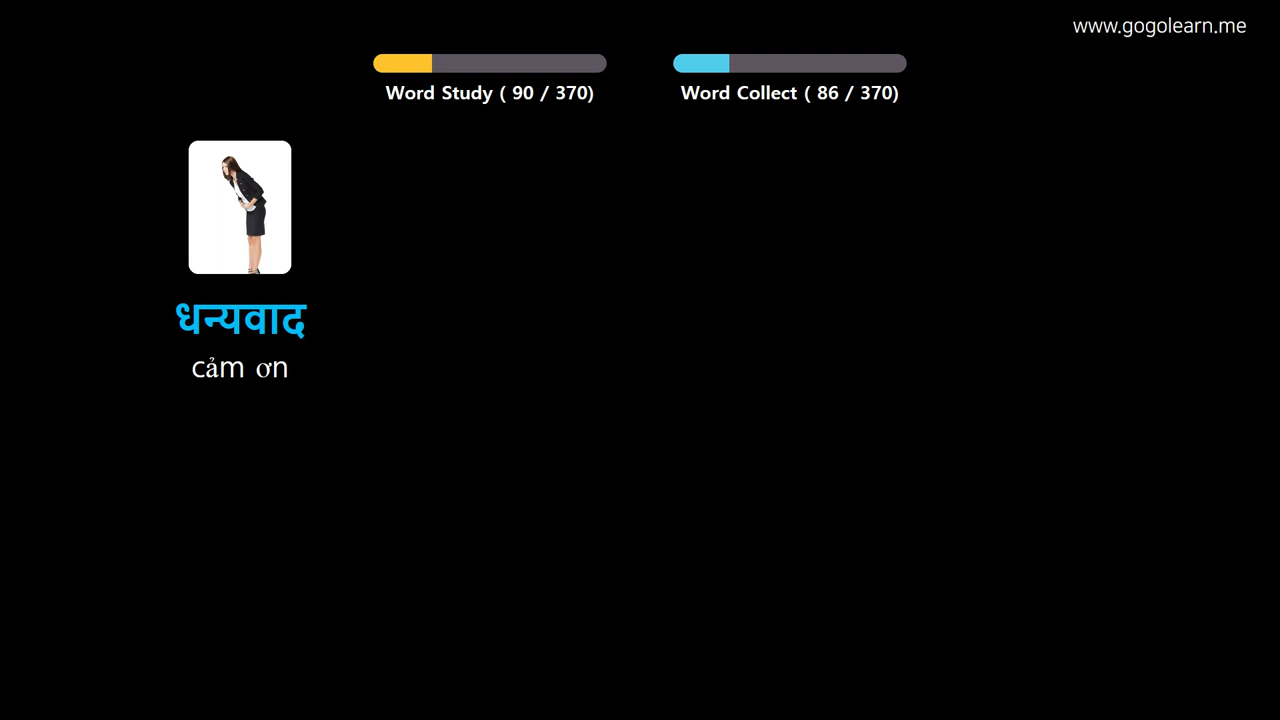 www.gogolearn.me
Word Study ( 90 / 370)
Word Collect ( 86 / 370)
धन्यवाद
cảm ơn